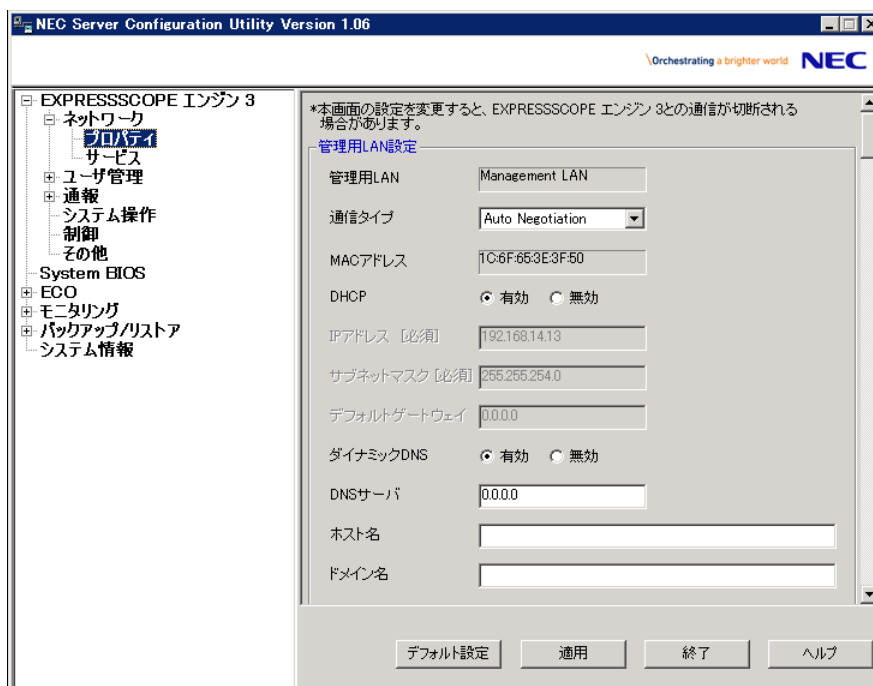 NEC Server Configuration Utility Version 1.06
\Orchestrating a brighter world NEC
EXPRESSSCOPE エンジン 3
ネットワーク
プロパティ
サービス
ユーザ管理
通報
システム操作
制御
その他
System BIOS
ECO
モニタリング
バックアップ/リストア
システム情報
*本画面の設定を変更すると、EXPRESSSCOPE エンジン 3との通信が切断される
場合があります。
管理用LAN設定
管理用LAN Management LAN
通信タイプ Auto Negotiation
MACアドレス 1C:6F:65:3E:3F:50
DHCP 有効 無効
IPアドレス [必須] 192.168.14.13
サブネットマスク [必須] 255.255.254.0
デフォルトゲートウェイ 0.0.0.0
ダイナミックDNS 有効 無効
DNSサーバ 0.0.0.0
ホスト名
ドメイン名
デフォルト設定 適用 終了 ヘルプ